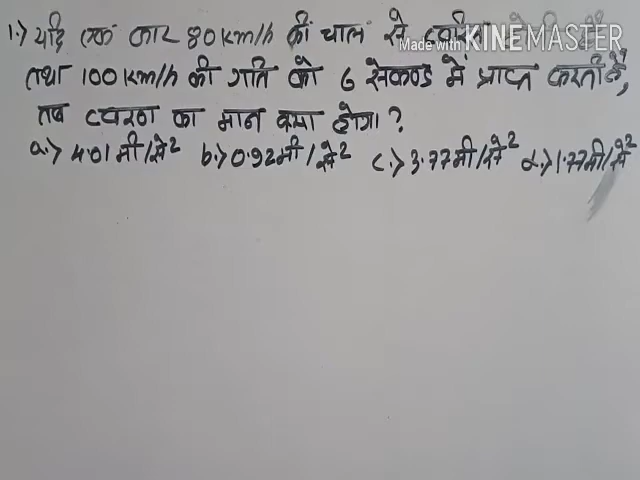 1.> यदि एक कार 80 km/h की चाल से त्वरित
Made with KINEMASTER
तथा 100 km/h की गति को 6 सेकण्ड में प्राप्त करती है,
तब त्वरण का मान क्या होगा?
a.> 4.01 मी/से² b.> 0.92 मी/से² c.> 3.77 मी/से² d.> 1.77 मी/से²